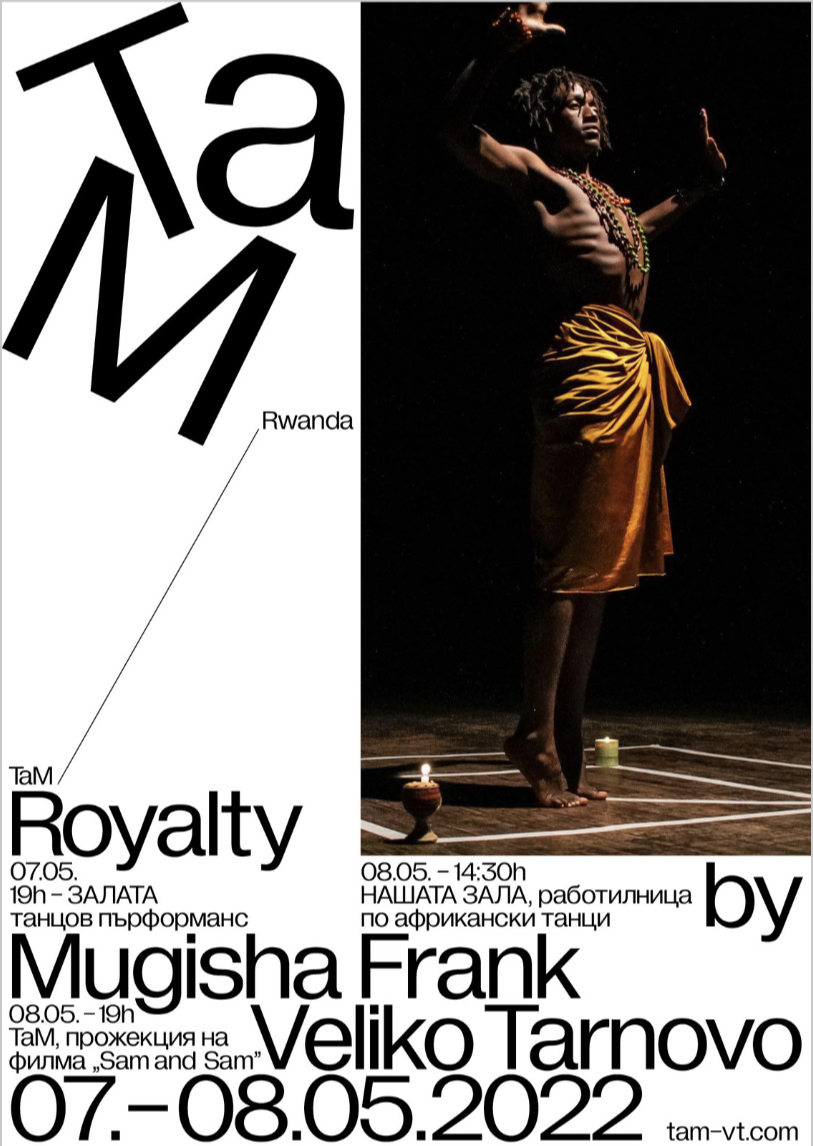 Ta
M
Rwanda
TaM
Royalty
07.05.
19h – ЗАЛАТА
танцов пърформанс
08.05. – 14:30h
НАШАТА ЗАЛА, работилница
по африкански танци
by
Mugisha Frank
08.05. – 19h
ТаМ, прожекция на
филма „Sam and Sam”
Veliko Tarnovo
07.–08.05.2022
tam-vt.com